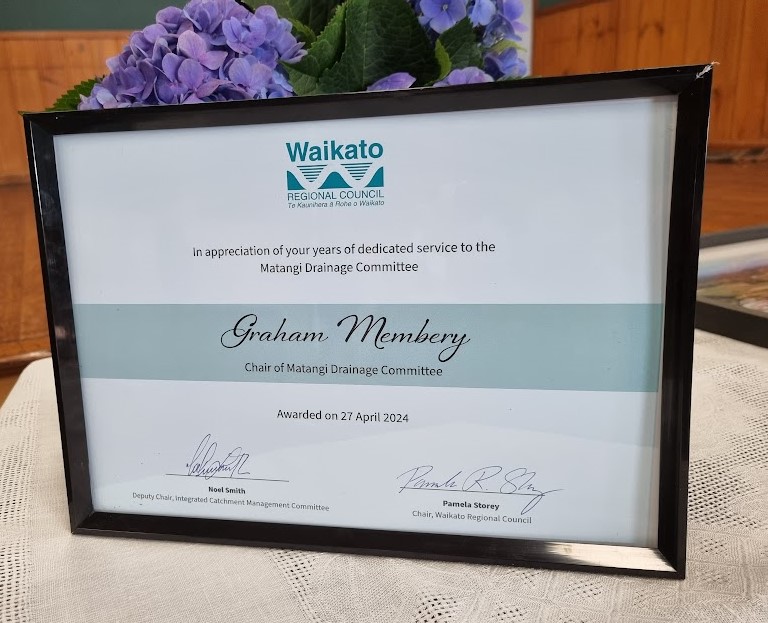 Waikato
REGIONAL COUNCIL
Te Kaunihera ā Rohe o Waikato
In appreciation of your years of dedicated service to the
Matangi Drainage Committee
Graham Membery
Chair of Matangi Drainage Committee
Awarded on 27 April 2024
Pamela R. Storey
Noel Smith
Deputy Chair, Integrated Catchment Management Committee
Pamela Storey
Chair, Waikato Regional Council